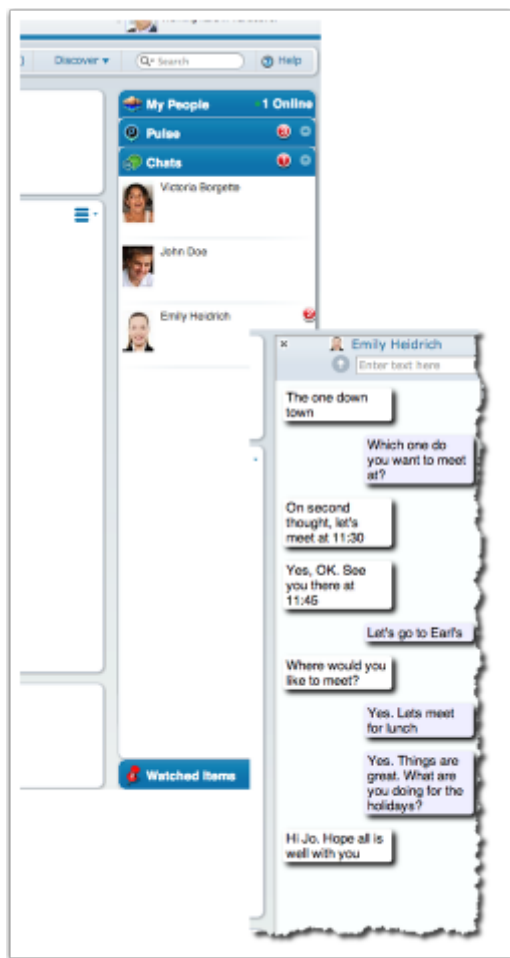 Discover ▾
Search
Help
My People
1 Online
Pulse
Chats
Victoria Borgette
John Doe
Emily Heidrich
2
Emily Heidrich
Enter text here
The one down
town
Which one do
you want to meet
at?
On second
thought, let's
meet at 11:30
Yes, OK. See
you there at
11:45
Let's go to Earl's
Where would you
like to meet?
Yes. Lets meet
for lunch
Yes. Things are
great. What are
you doing for the
holidays?
Hi Jo. Hope all is
well with you
Watched Items